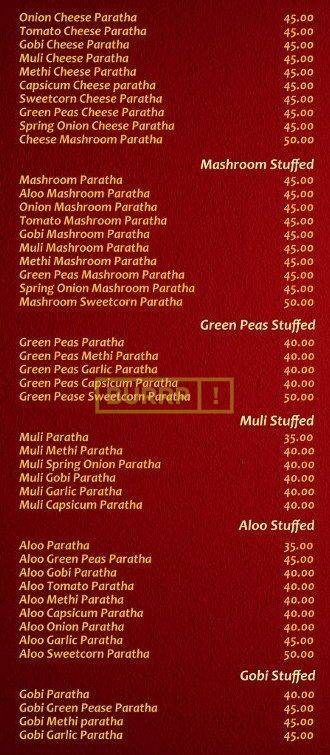 Onion Cheese Paratha 45.00
Tomato Cheese Paratha 45.00
Gobi Cheese Paratha 45.00
Muli Cheese Paratha 45.00
Methi Cheese Paratha 45.00
Capsicum Cheese paratha 45.00
Sweetcorn Cheese Paratha 45.00
Green Peas Cheese Paratha 45.00
Spring Onion Cheese Paratha 45.00
Cheese Mashroom Paratha 50.00
Mashroom Stuffed
Mashroom Paratha 45.00
Aloo Mashroom Paratha 45.00
Onion Mashroom Paratha 45.00
Tomato Mashroom Paratha 45.00
Gobi Mashroom Paratha 45.00
Muli Mashroom Paratha 45.00
Methi Mashroom Paratha 45.00
Green Peas Mashroom Paratha 45.00
Spring Onion Mashroom Paratha 45.00
Mashroom Sweetcorn Paratha 50.00
Green Peas Stuffed
Green Peas Paratha 40.00
Green Peas Methi Paratha 40.00
Green Peas Garlic Paratha 40.00
Green Peas Capsicum Paratha 40.00
Green Pease Sweetcorn Paratha 50.00
BURRP!
Muli Stuffed
Muli Paratha 35.00
Muli Methi Paratha 40.00
Muli Spring Onion Paratha 40.00
Muli Gobi Paratha 40.00
Muli Garlic Paratha 40.00
Muli Capsicum Paratha 40.00
Aloo Stuffed
Aloo Paratha 35.00
Aloo Green Peas Paratha 45.00
Aloo Gobi Paratha 40.00
Aloo Tomato Paratha 40.00
Aloo Methi Paratha 40.00
Aloo Capsicum Paratha 40.00
Aloo Onion Paratha 40.00
Aloo Garlic Paratha 45.00
Aloo Sweetcorn Paratha 50.00
Gobi Stuffed
Gobi Paratha 40.00
Gobi Green Pease Paratha 45.00
Gobi Methi paratha 45.00
Gobi Garlic Paratha 45.00